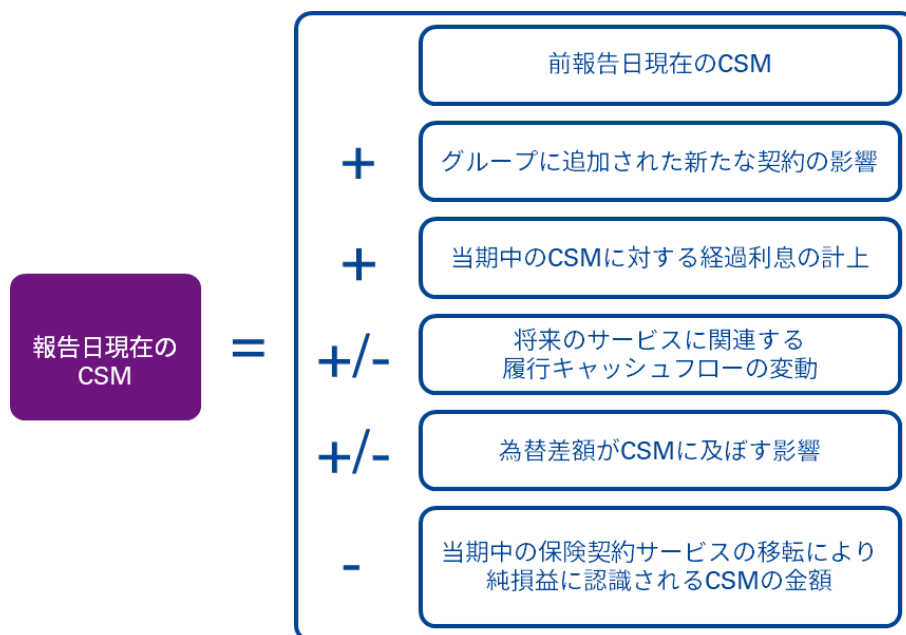 報告日現在の
CSM
=
前報告日現在のCSM
+
グループに追加された新たな契約の影響
+
当期中のCSMに対する経過利息の計上
+/-
将来のサービスに関連する
履行キャッシュフローの変動
+/-
為替差額がCSMに及ぼす影響
-
当期中の保険契約サービスの移転により
純損益に認識されるCSMの金額